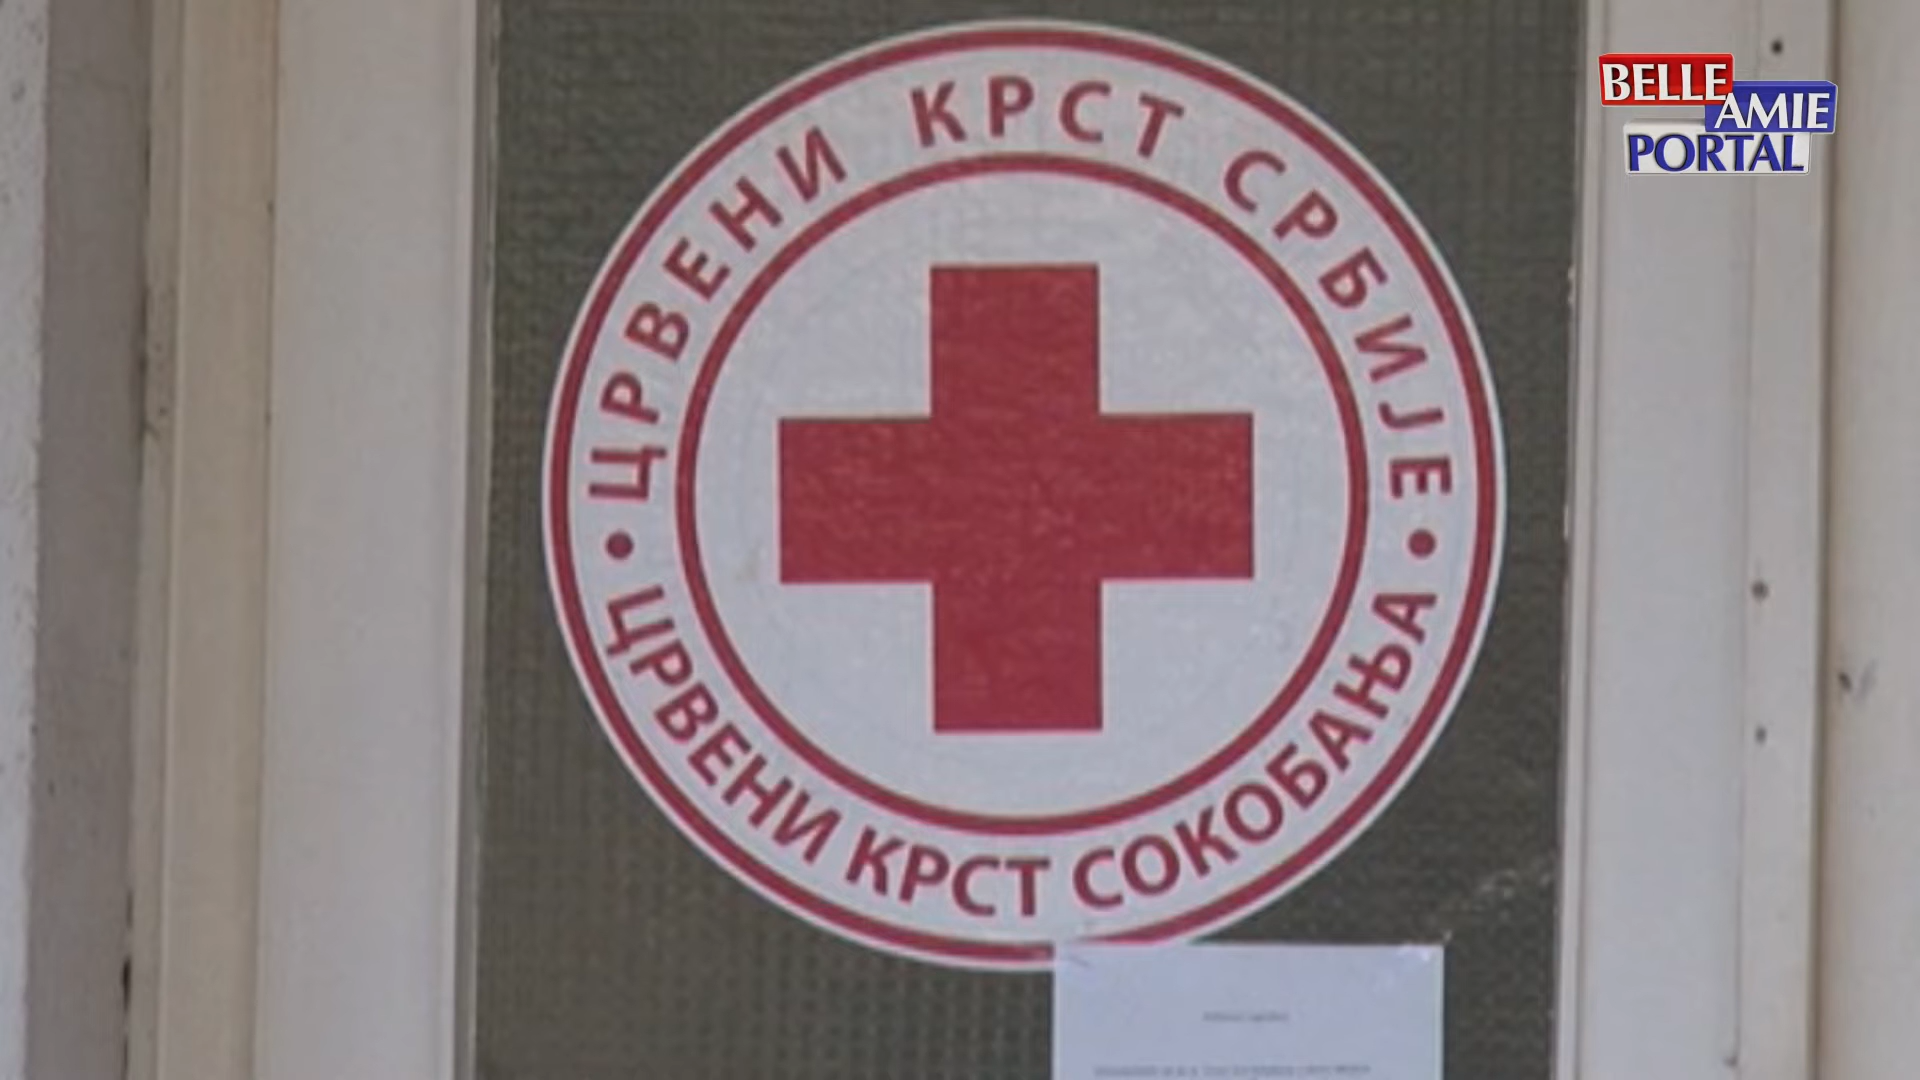 ЦРВЕНИ КРСТ СРБИЈЕ
• ЦРВЕНИ КРСТ СОКОБАЊА •
BELLE
AMIE
PORTAL